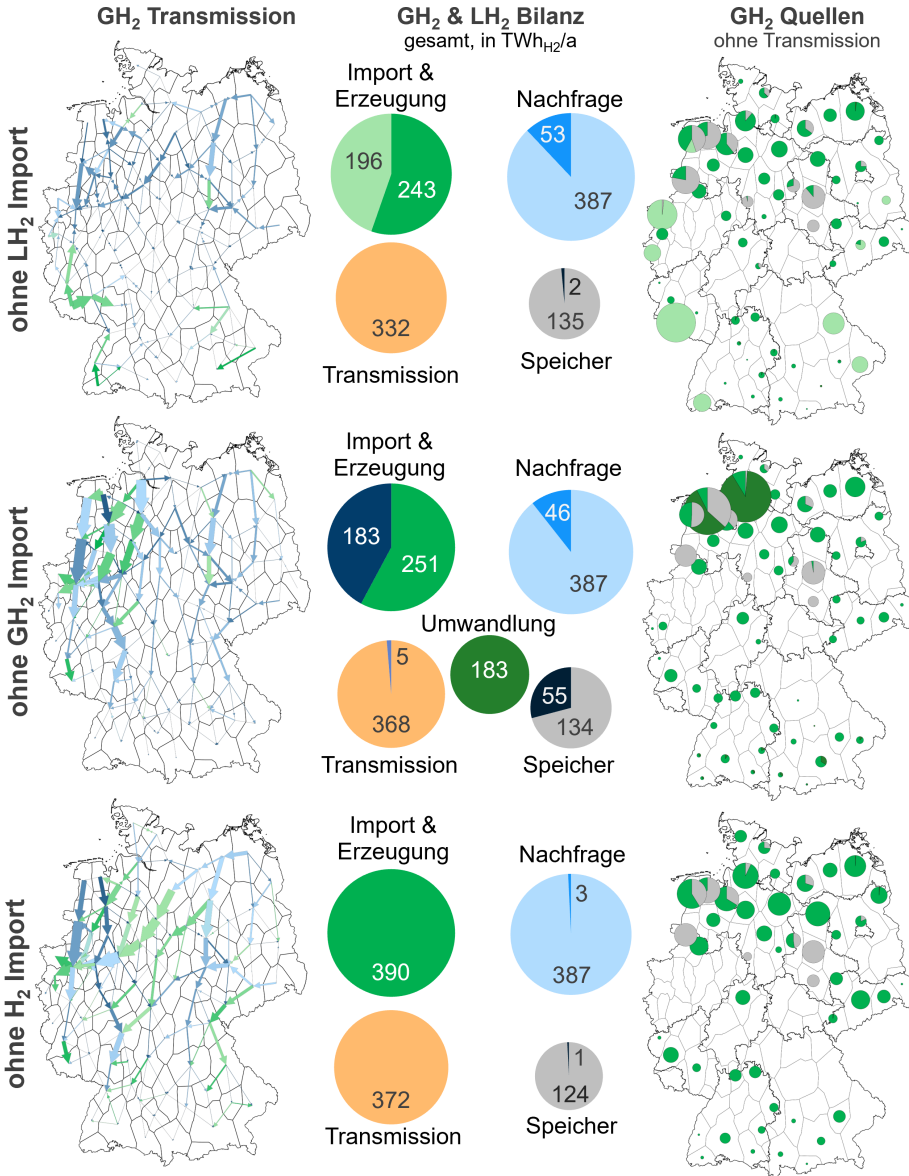 GH₂ Transmission
GH₂ & LH₂ Bilanz
gesamt, in TWh_H2/a
GH₂ Quellen
ohne Transmission
ohne LH₂ Import
Import &
Erzeugung
196
243
Nachfrage
53
387
332
Transmission
2
135
Speicher
ohne GH₂ Import
Import &
Erzeugung
183
251
Nachfrage
46
387
Umwandlung
183
5
368
Transmission
55
134
Speicher
ohne H₂ Import
Import &
Erzeugung
390
Nachfrage
3
387
372
Transmission
1
124
Speicher